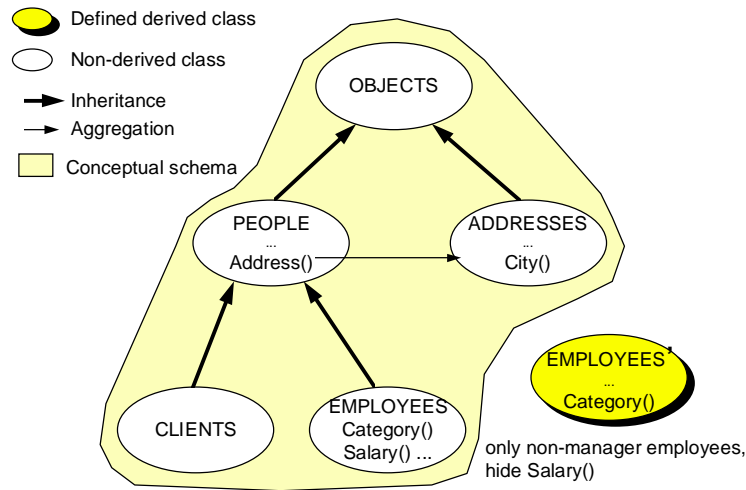 Defined derived class
Non-derived class
Inheritance
Aggregation
Conceptual schema
OBJECTS
PEOPLE
...
Address()
ADDRESSES
...
City()
CLIENTS
EMPLOYEES
Category()
Salary() ...
EMPLOYEES'
...
Category()
only non-manager employees,
hide Salary()